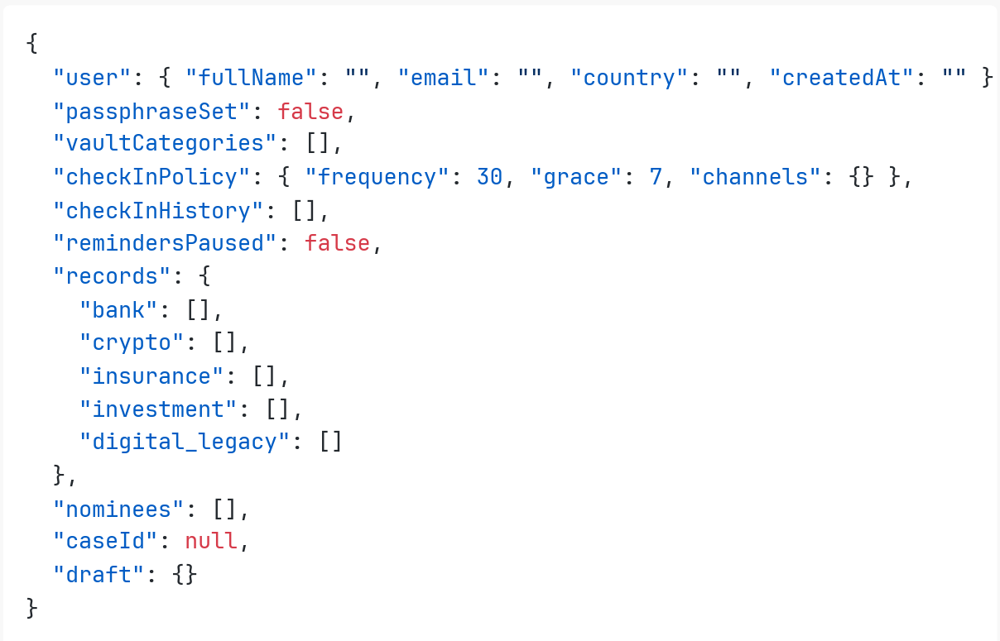 {
  "user": { "fullName": "", "email": "", "country": "", "createdAt": "" }
  "passphraseSet": false,
  "vaultCategories": [],
  "checkInPolicy": { "frequency": 30, "grace": 7, "channels": {} },
  "checkInHistory": [],
  "remindersPaused": false,
  "records": {
    "bank": [],
    "crypto": [],
    "insurance": [],
    "investment": [],
    "digital_legacy": []
  },
  "nominees": [],
  "caseId": null,
  "draft": {}
}